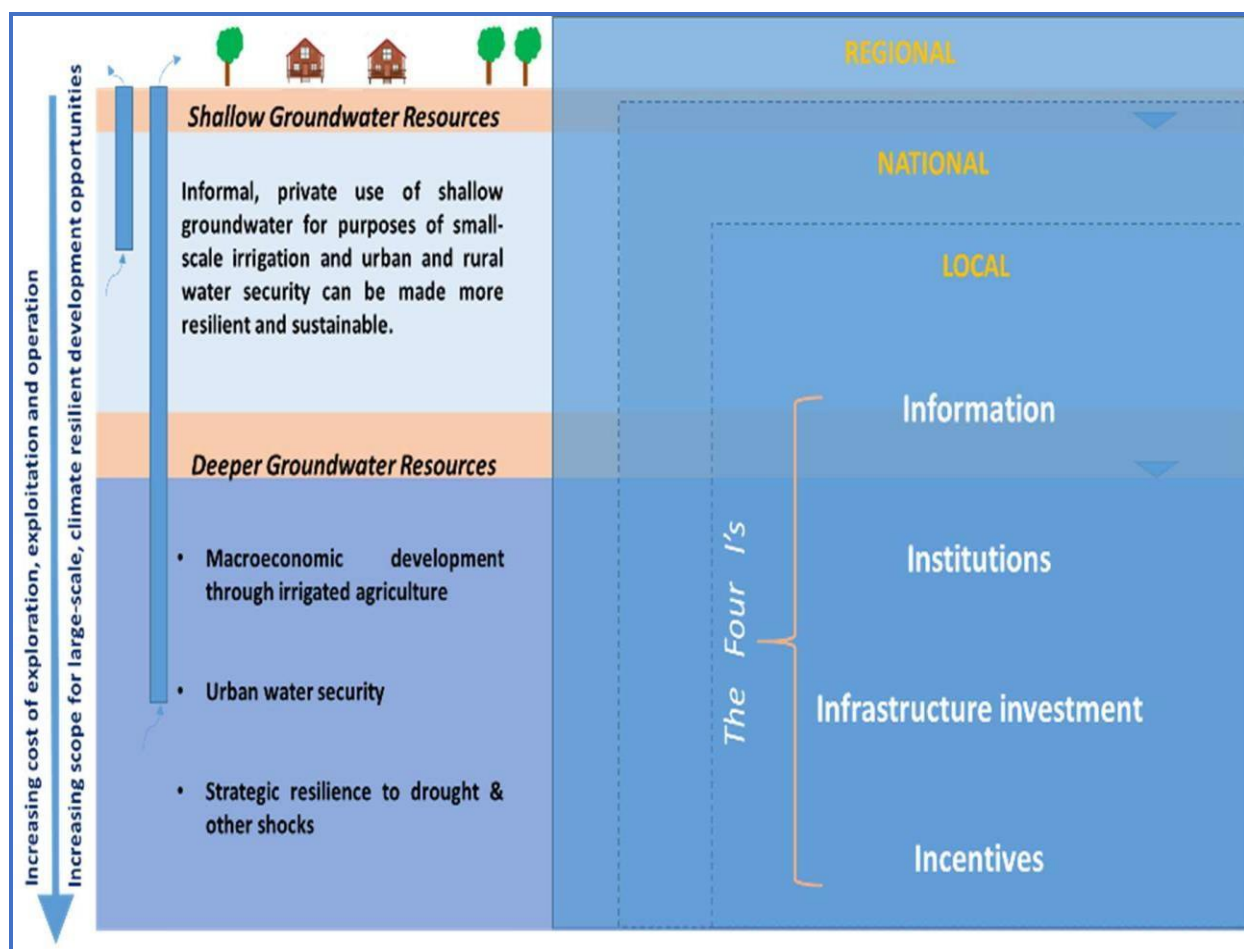 Increasing cost of exploration, exploitation and operation
Increasing scope for large-scale, climate resilient development opportunities
Shallow Groundwater Resources
Informal, private use of shallow
groundwater for purposes of small-
scale irrigation and urban and rural
water security can be made more
resilient and sustainable.
Deeper Groundwater Resources
• Macroeconomic development
through irrigated agriculture
• Urban water security
• Strategic resilience to drought &
other shocks
REGIONAL
NATIONAL
LOCAL
The Four I's
Information
Institutions
Infrastructure investment
Incentives